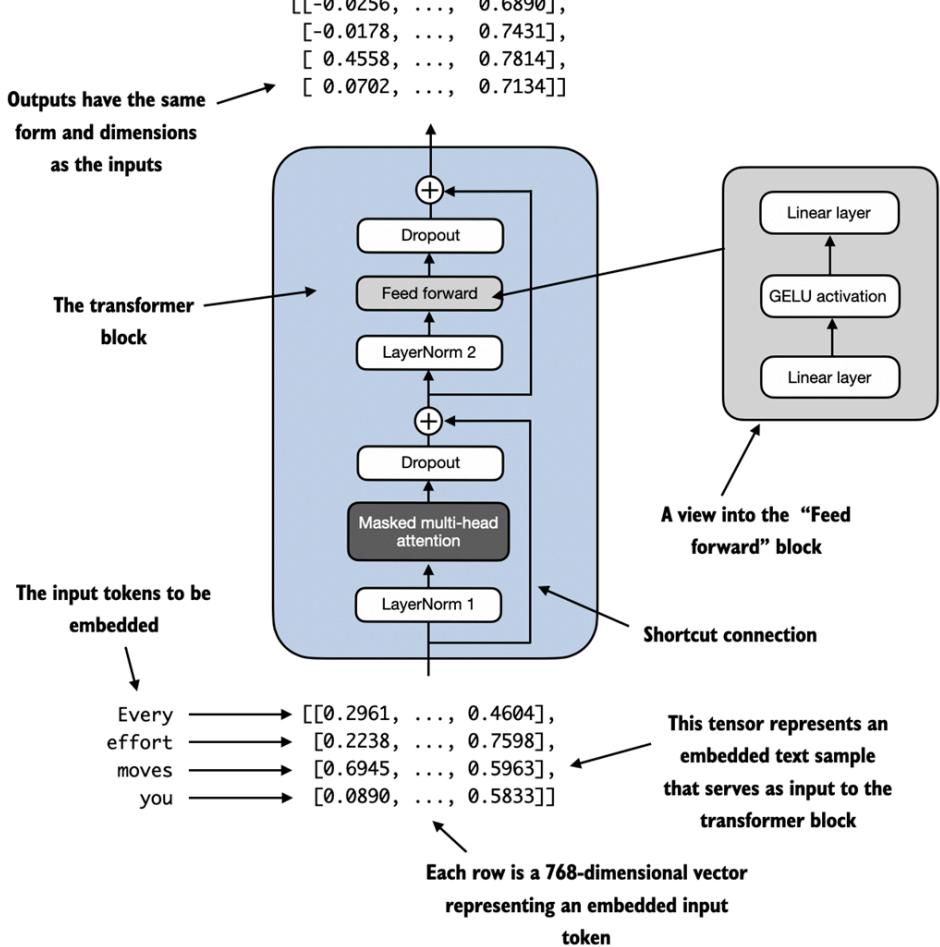 [[-0.0256, ..., 0.6890],
[-0.0178, ..., 0.7431],
[ 0.4558, ..., 0.7814],
[ 0.0702, ..., 0.7134]]
Outputs have the same
form and dimensions
as the inputs
Dropout
Feed forward
LayerNorm 2
Dropout
Masked multi-head
attention
LayerNorm 1
The transformer
block
Linear layer
GELU activation
Linear layer
A view into the “Feed
forward” block
Shortcut connection
The input tokens to be
embedded
Every
effort
moves
you
[[0.2961, ..., 0.4604],
[0.2238, ..., 0.7598],
[0.6945, ..., 0.5963],
[0.0890, ..., 0.5833]]
This tensor represents an
embedded text sample
that serves as input to the
transformer block
Each row is a 768-dimensional vector
representing an embedded input
token